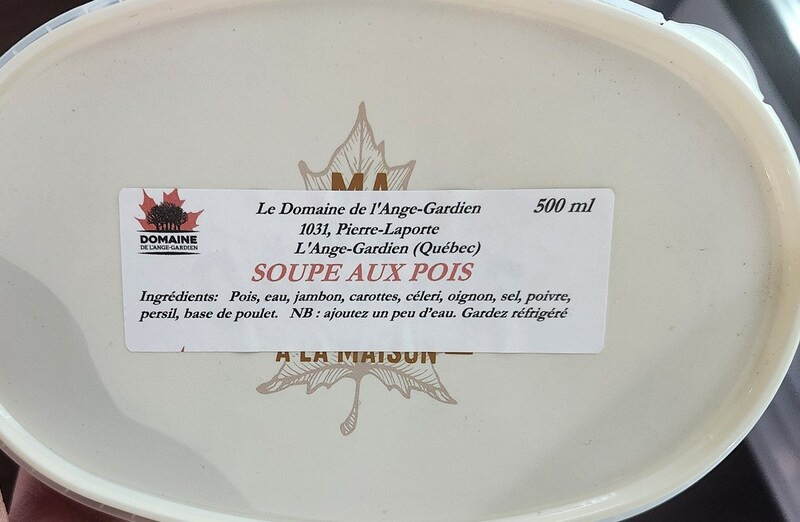 MA
Le Domaine de l'Ange-Gardien
500 ml
1031, Pierre-Laporte
L'Ange-Gardien (Québec)
DOMAINE
DE L'ANGE-GARDIEN
SOUPE AUX POIS
Ingrédients: Pois, eau, jambon, carottes, céleri, oignon, sel, poivre,
persil, base de poulet. NB : ajoutez un peu d'eau. Gardez réfrigéré
À LA MAISON